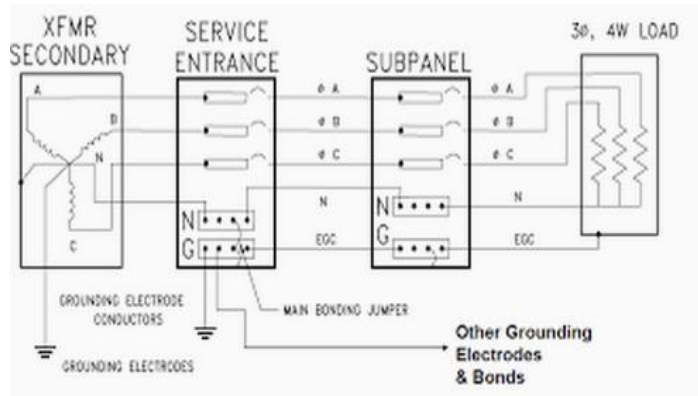 XFMR
SECONDARY
SERVICE
ENTRANCE
SUBPANEL
3ø, 4W LOAD
A
B
N
C
ø A
ø B
ø C
N
EGC
N
G
ø A
ø B
ø C
N
EGC
N
G
GROUNDING ELECTRODE
CONDUCTORS
MAIN BONDING JUMPER
GROUNDING ELECTRODES
Other Grounding
Electrodes
& Bonds